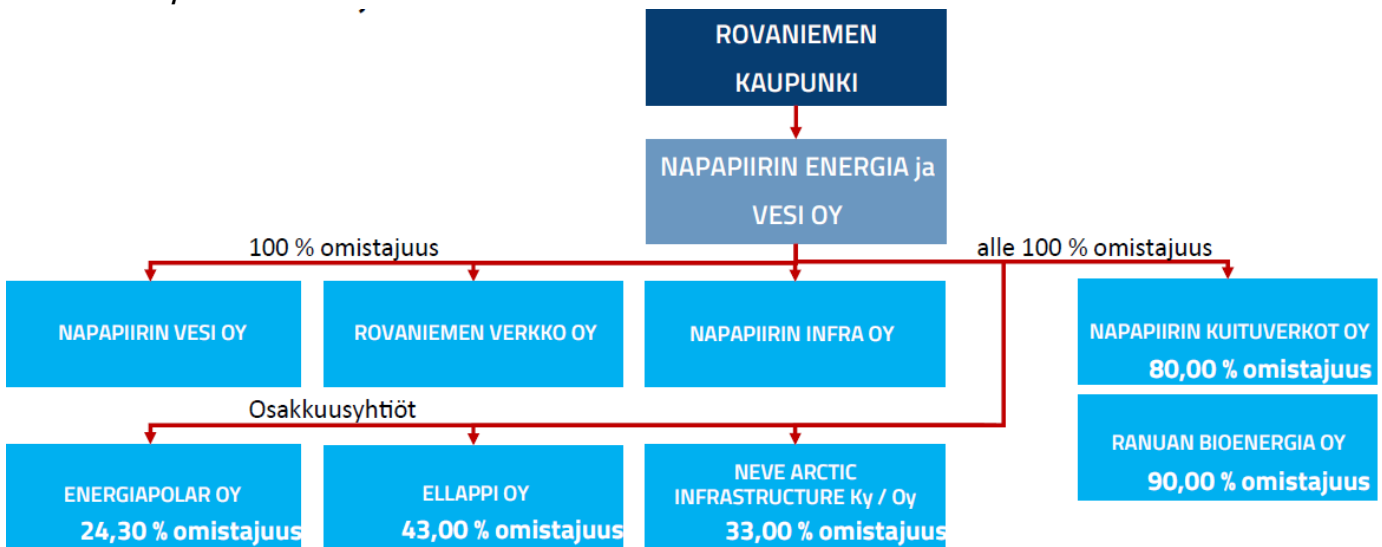 ROVANIEMEN
KAUPUNKI
NAPAPIIRIN ENERGIA ja
VESI OY
100 % omistajuus
alle 100 % omistajuus
NAPAPIIRIN VESI OY
ROVANIEMEN VERKKO OY
NAPAPIIRIN INFRA OY
NAPAPIIRIN KUITUVERKOT OY
80,00 % omistajuus
Osakkuusyhtiöt
ENERGIAPOLAR OY
24,30 % omistajuus
ELLAPPI OY
43,00 % omistajuus
NEVE ARCTIC
INFRASTRUCTURE Ky / Oy
33,00 % omistajuus
RANUAN BIOENERGIA OY
90,00 % omistajuus